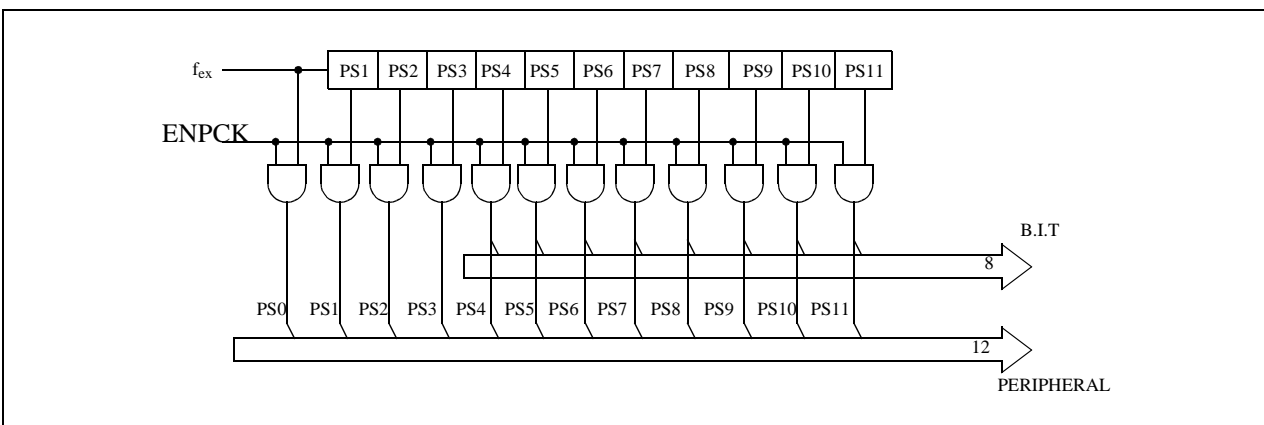 f_ex PS1 PS2 PS3 PS4 PS5 PS6 PS7 PS8 PS9 PS10 PS11
ENPCK
B.I.T
8
PS0 PS1 PS2 PS3 PS4 PS5 PS6 PS7 PS8 PS9 PS10 PS11
12
PERIPHERAL